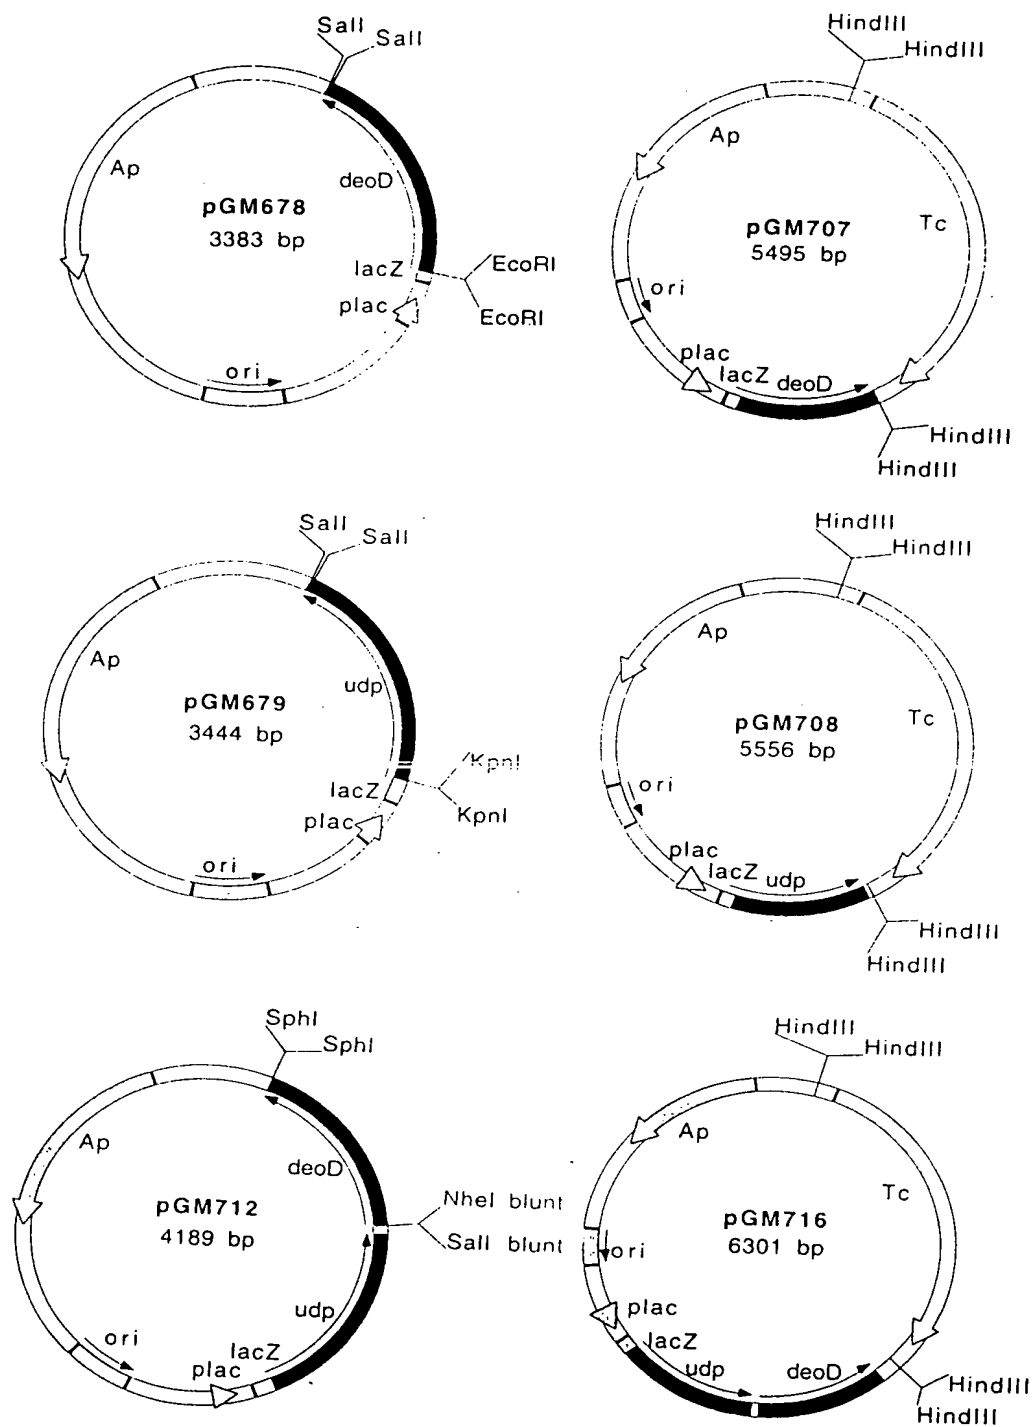 SalI
SalI
Ap
deoD
pGM678
3383 bp
lacZ
plac
EcoRI
EcoRI
ori
HindIII
HindIII
Ap
Tc
pGM707
5495 bp
ori
plac
lacZ
deoD
HindIII
HindIII
SalI
SalI
Ap
udp
pGM679
3444 bp
lacZ
plac
KpnI
KpnI
ori
HindIII
HindIII
Ap
Tc
pGM708
5556 bp
ori
plac
lacZ
udp
HindIII
HindIII
SphI
SphI
Ap
deoD
pGM712
4189 bp
NheI blunt
SalI blunt
udp
ori
lacZ
plac
HindIII
HindIII
Ap
Tc
pGM716
6301 bp
ori
plac
lacZ
udp
deoD
HindIII
HindIII